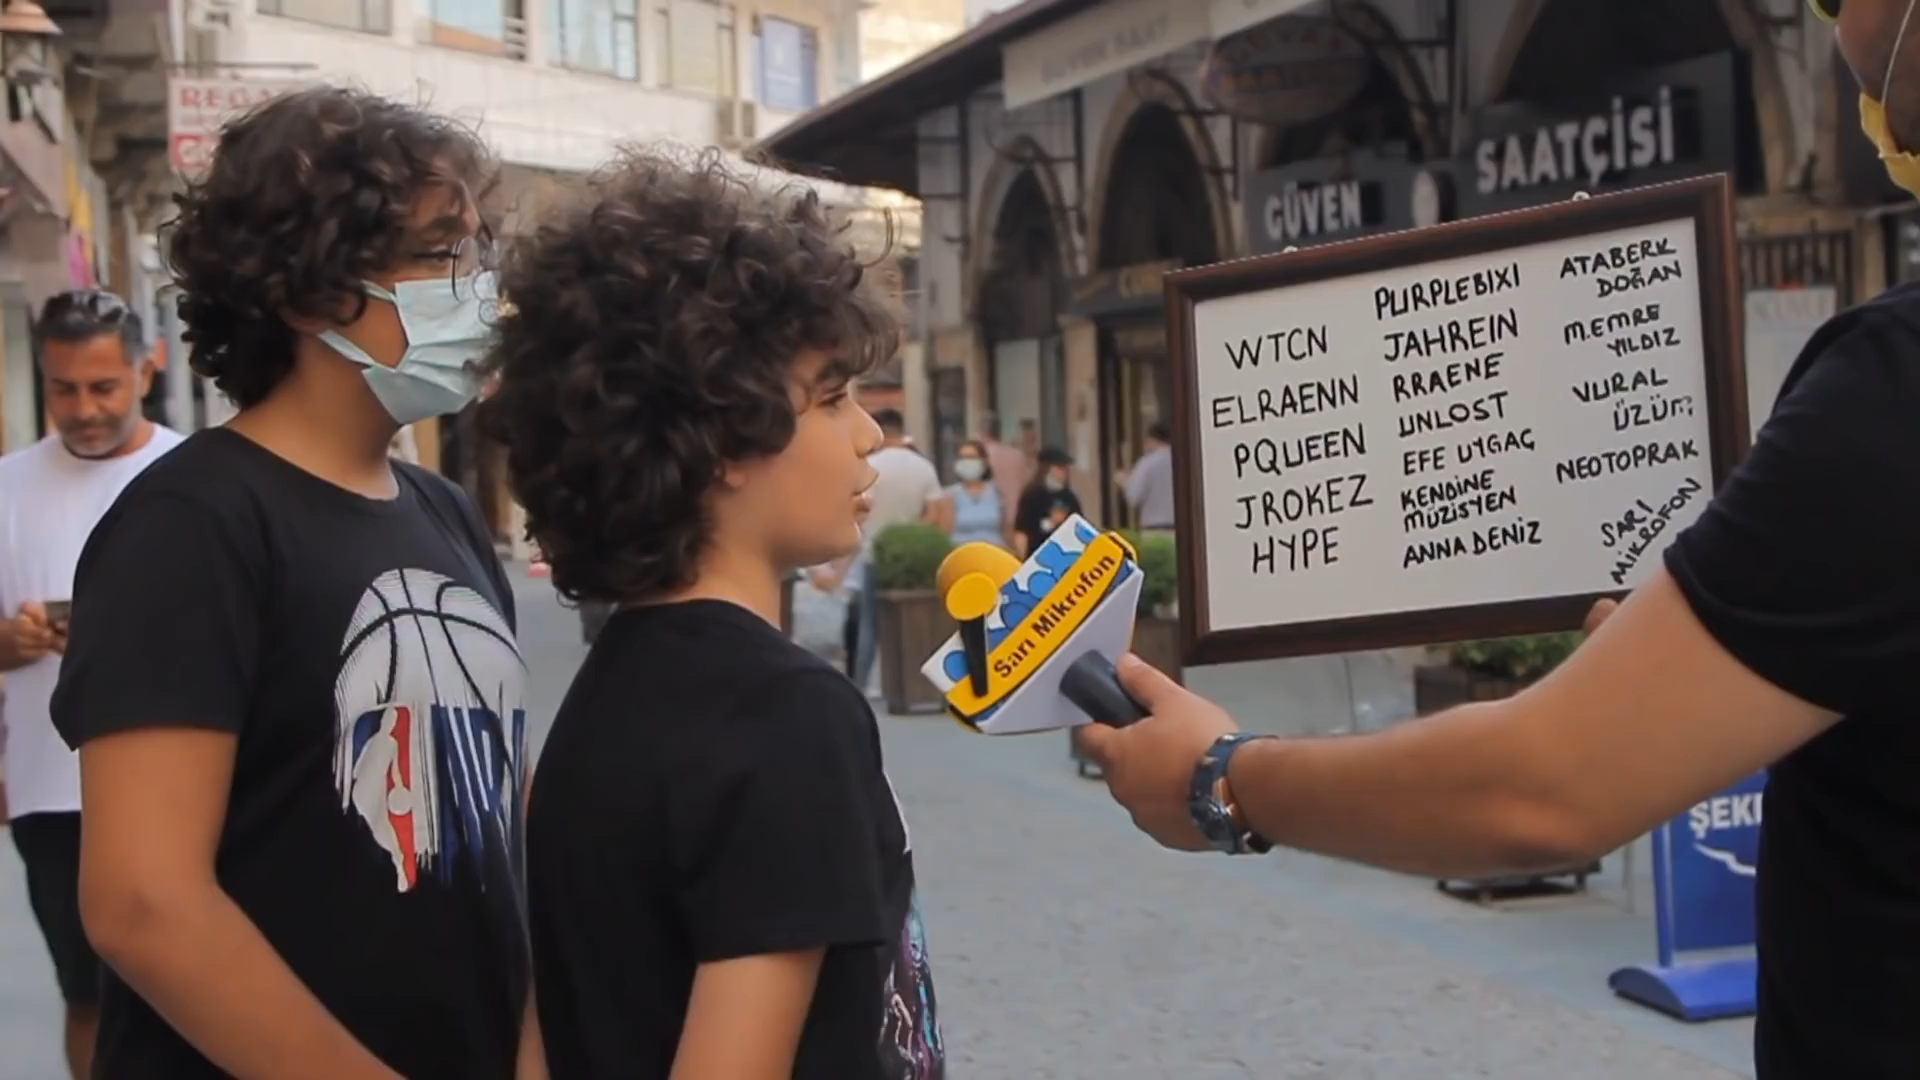 GÜVEN
SAATÇİSİ
WTCN
ELRAENN
PQUEEN
JROKEZ
HYPE
PURPLEBIXI
JAHREIN
RRAENE
UNLOST
EFE UYGAÇ
KENDİNE
MÜZİSYEN
ANNA DENİZ
ATABERK
DOĞAN
M.EMRE
YILDIZ
VURAL
ÜZÜM
NEOTOPRAK
SARI
MİKROFON
Sarı Mikrofon
ŞEKE